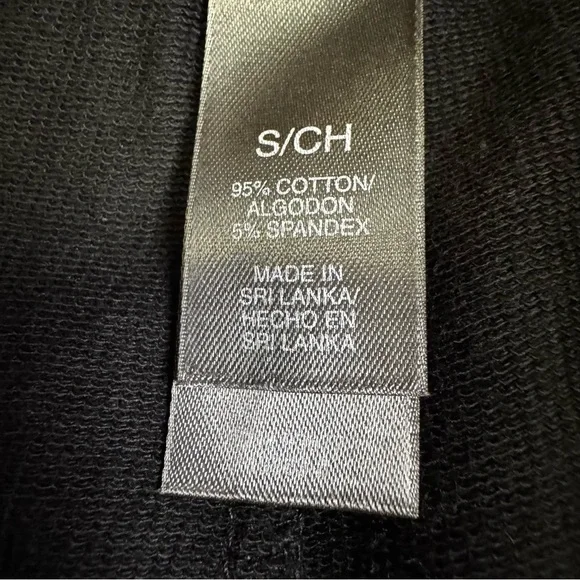 S/CH
95% COTTON/
ALGODON
5% SPANDEX
MADE IN
SRI LANKA/
HECHO EN
SRI LANKA